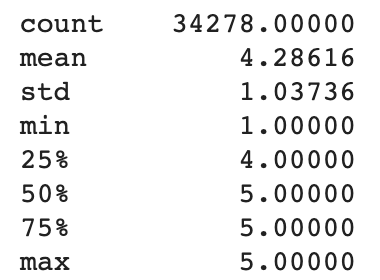 count 34278.00000
mean 4.28616
std 1.03736
min 1.00000
25% 4.00000
50% 5.00000
75% 5.00000
max 5.00000